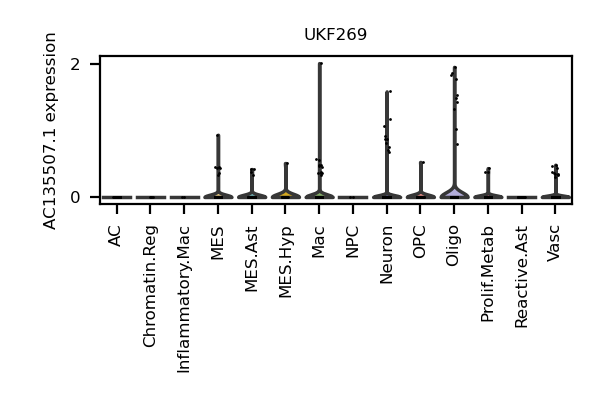 UKF269
AC135507.1 expression
2
0
AC
Chromatin.Reg
Inflammatory.Mac
MES
MES.Ast
MES.Hyp
Mac
NPC
Neuron
OPC
Oligo
Prolif.Metab
Reactive.Ast
Vasc